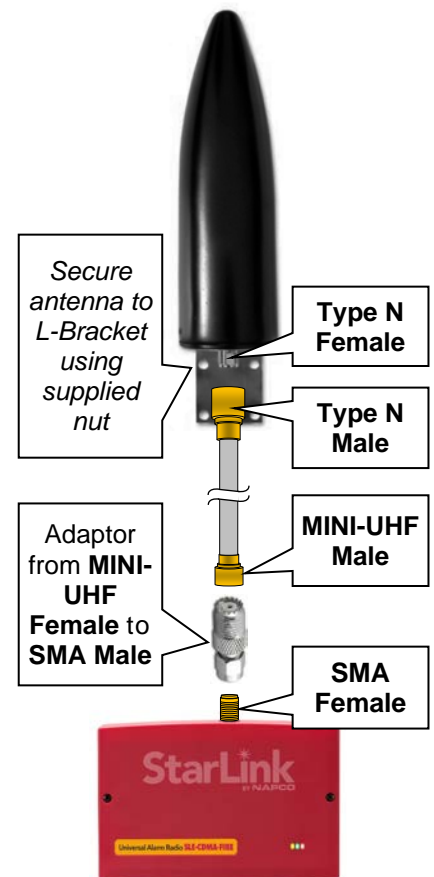 Secure
antenna to
L-Bracket
using
supplied
nut
Type N
Female
Type N
Male
MINI-UHF
Male
Adaptor
from MINI-
UHF
Female to
SMA Male
SMA
Female
StarLink
BY NAPCO
Universal Alarm Radio SLE-CDMA-FIRE